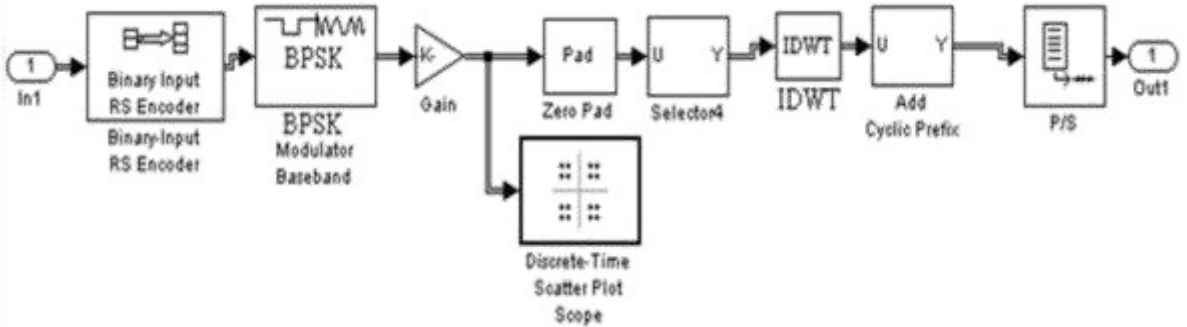 1
In1
Binary Input
RS Encoder
Binary-Input
RS Encoder
BPSK
BPSK
Modulator
Baseband
K-
Gain
Pad
Zero Pad
U Y
Selector4
IDWT
IDWT
U Y
Add
Cyclic Prefix
P/S
1
Out1
Discrete-Time
Scatter Plot
Scope